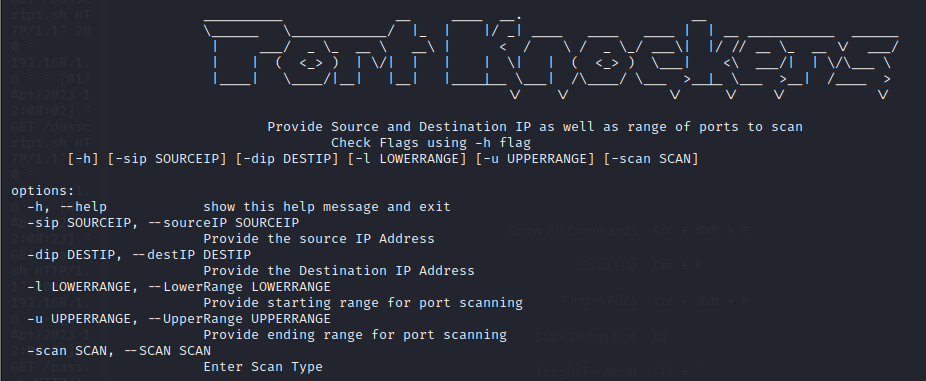 Port Knockers
Provide Source and Destination IP as well as range of ports to scan
Check Flags using -h flag
[-h] [-sip SOURCEIP] [-dip DESTIP] [-l LOWERRANGE] [-u UPPERRANGE] [-scan SCAN]
options:
-h, --help show this help message and exit
-sip SOURCEIP, --sourceIP SOURCEIP
Provide the source IP Address
-dip DESTIP, --destIP DESTIP
Provide the Destination IP Address
-l LOWERRANGE, --LowerRange LOWERRANGE
Provide starting range for port scanning
-u UPPERRANGE, --UpperRange UPPERRANGE
Provide ending range for port scanning
-scan SCAN, --SCAN SCAN
Enter Scan Type